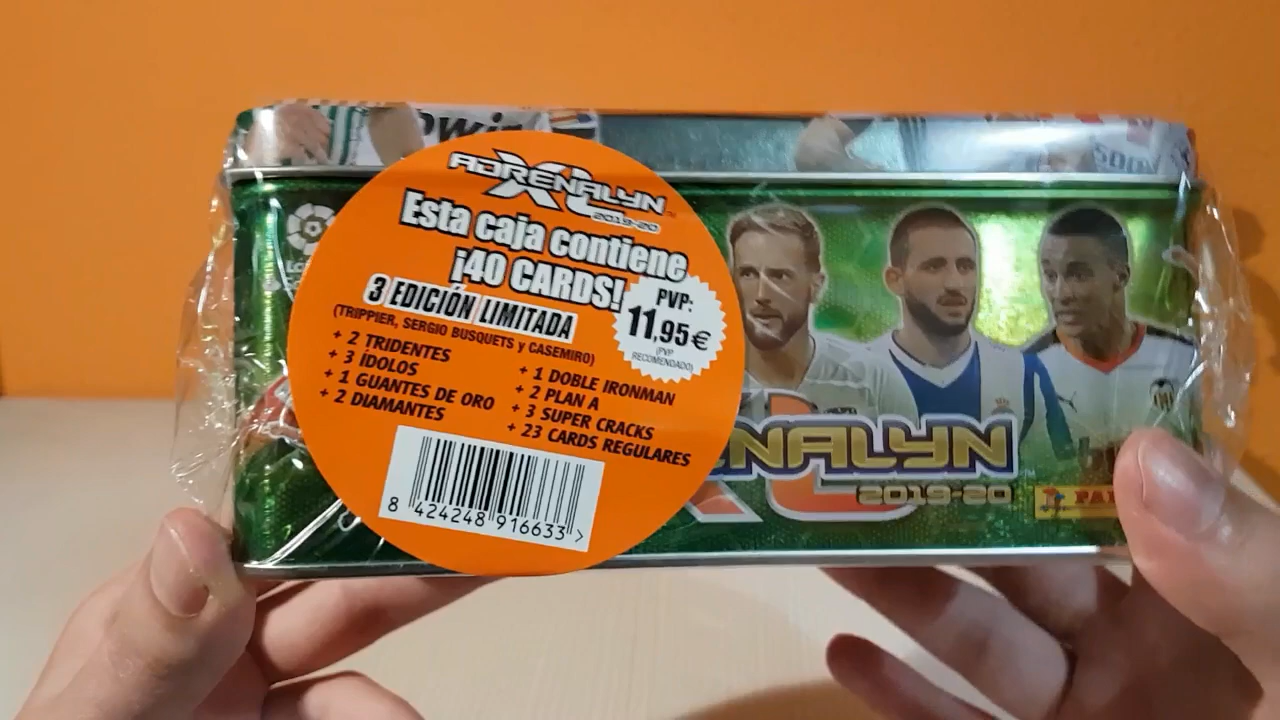 ADRENALYN
XL
2019-20
Esta caja contiene
¡40 CARDS!
3 EDICIÓN LIMITADA
(TRIPPIER, SERGIO BUSQUETS y CASEMIRO)
+ 2 TRIDENTES
+ 3 ÍDOLOS
+ 1 GUANTES DE ORO
+ 2 DIAMANTES
+ 1 DOBLE IRONMAN
+ 2 PLAN A
+ 3 SUPER CRACKS
+ 23 CARDS REGULARES
PVP:
11,95€
(PVP
RECOMENDADO)
8 424248 916633 >
NALYN
XL
2019-20